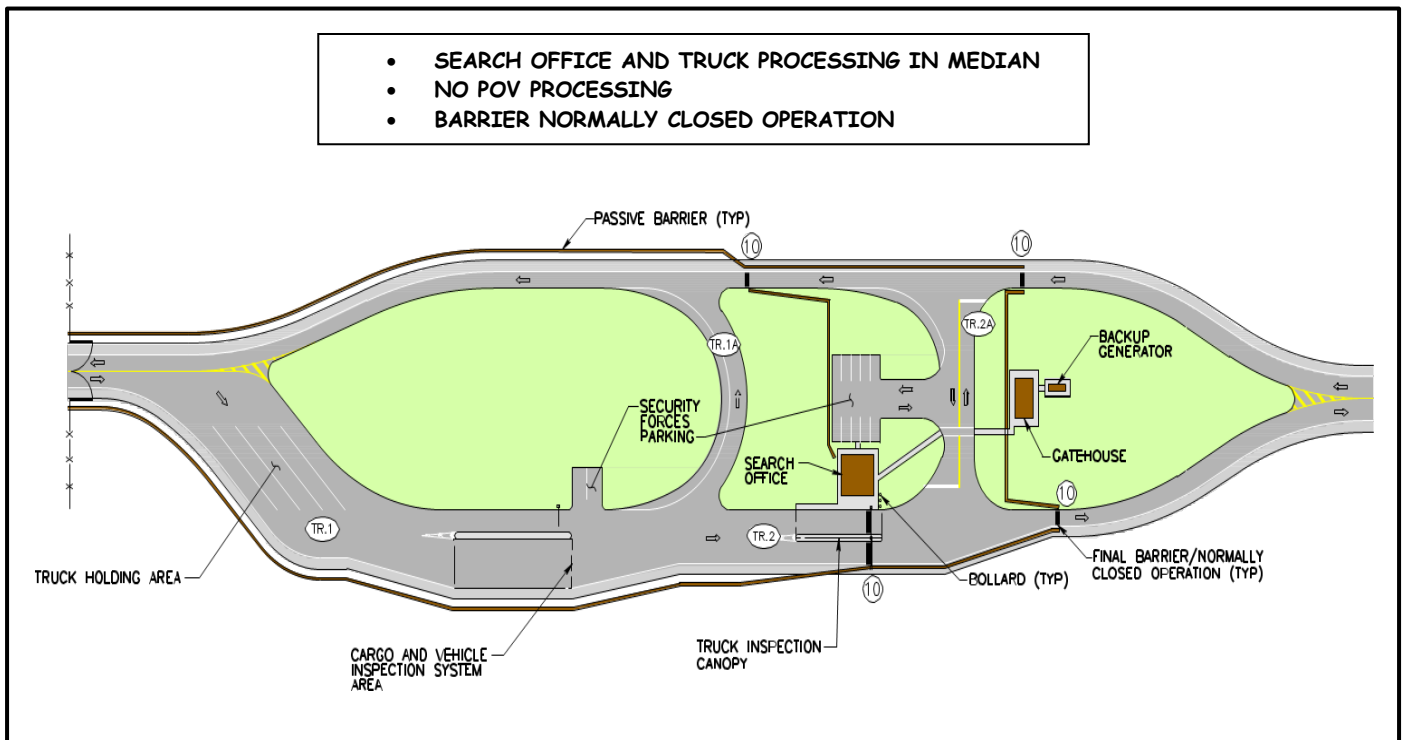 • SEARCH OFFICE AND TRUCK PROCESSING IN MEDIAN
• NO POV PROCESSING
• BARRIER NORMALLY CLOSED OPERATION
PASSIVE BARRIER (TYP)
10
10
TR.1A
TR.2A
BACKUP
GENERATOR
SECURITY
FORCES
PARKING
GATEHOUSE
SEARCH
OFFICE
10
TR.1
TR.2
TRUCK HOLDING AREA
FINAL BARRIER/NORMALLY
CLOSED OPERATION (TYP)
BOLLARD (TYP)
10
TRUCK INSPECTION
CANOPY
CARGO AND VEHICLE
INSPECTION SYSTEM
AREA